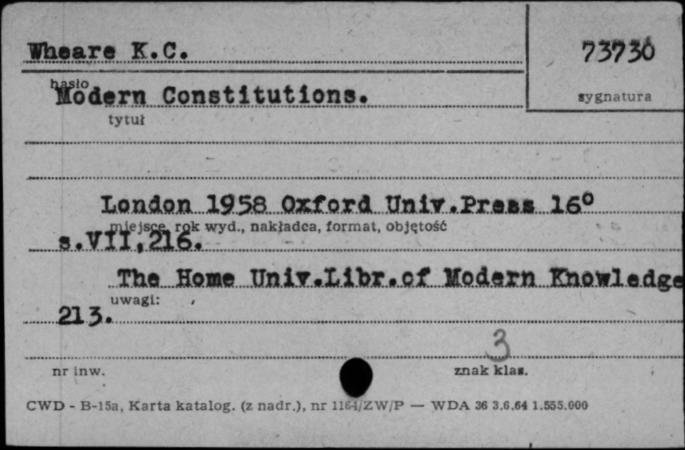 Wheare K.C.
73730
hasło
Modern Constitutions.
sygnatura
tytuł
London 1958 Oxford Univ.Press 16°
miejsce, rok wyd., nakładca, format, objętość
s.VII,216.
The Home Univ.Libr.of Modern Knowledge
uwagi:
213.
3
nr inw.
znak klas.
CWD - B-15a, Karta katalog. (z nadr.), nr 1164/ZW/P — WDA 36 3.6.64 1.555.000